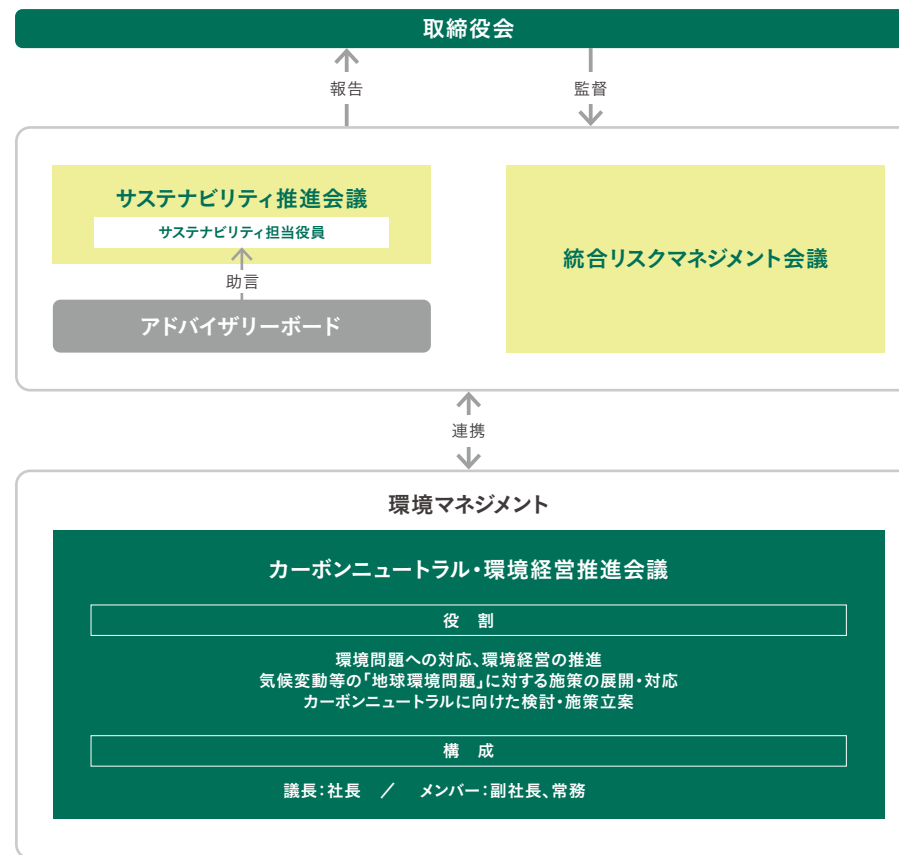 取締役会
報告
監督
サステナビリティ推進会議
サステナビリティ担当役員
助言
アドバイザリーボード
統合リスクマネジメント会議
連携
環境マネジメント
カーボンニュートラル・環境経営推進会議
役 割
環境問題への対応、環境経営の推進
気候変動等の「地球環境問題」に対する施策の展開・対応
カーボンニュートラルに向けた検討・施策立案
構 成
議長：社長 ／ メンバー：副社長、常務